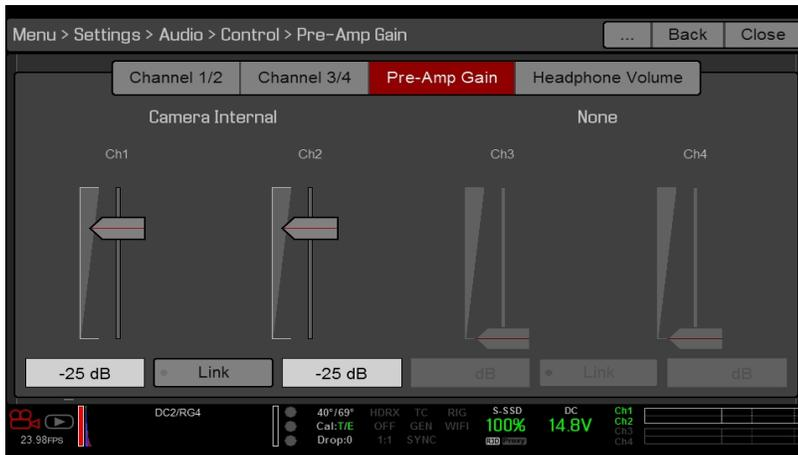 Menu > Settings > Audio > Control > Pre-Amp Gain ... Back Close
Channel 1/2 Channel 3/4 Pre-Amp Gain Headphone Volume
Camera Internal None
Ch1 Ch2 Ch3 Ch4
-25 dB Link -25 dB dB Link dB
DC2/RG4 40°/69° HDRX TC RIG S-SSD DC Ch1
Cal:T/E OFF GEN WIFI 100% 14.8V Ch2
23.98FPS Drop:0 1:1 SYNC R3D Proxy Ch3
Ch4